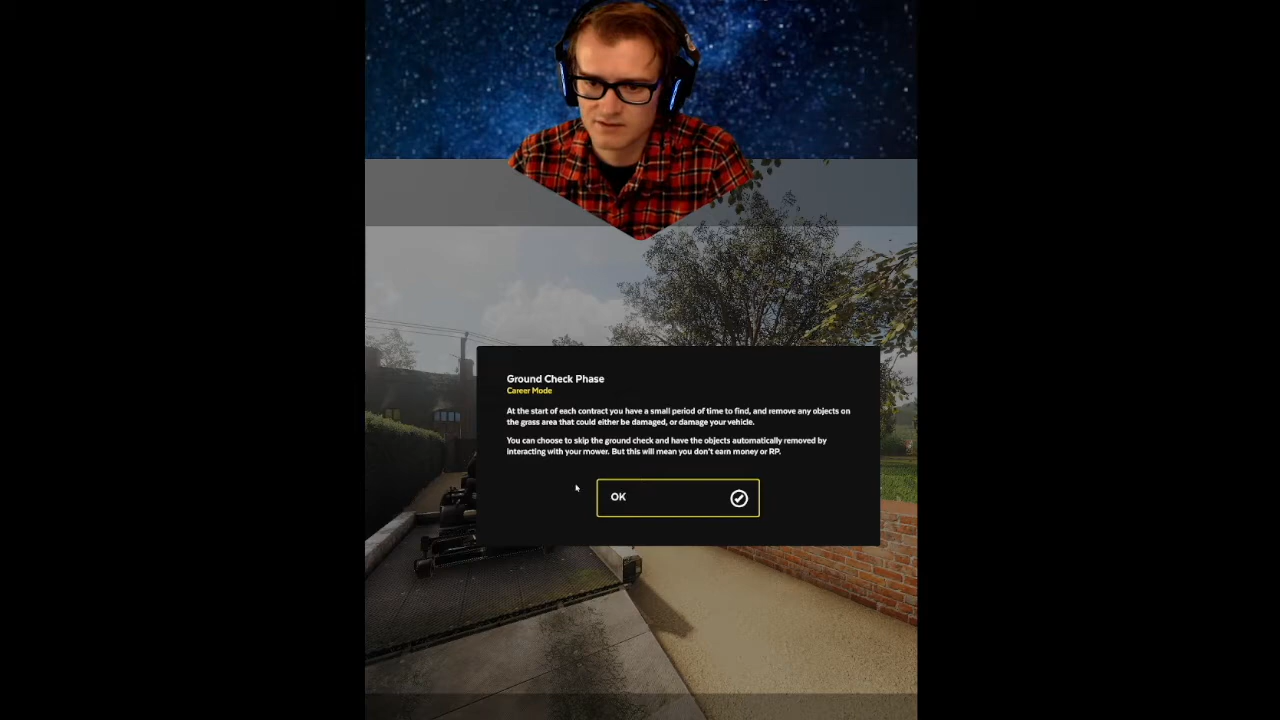 Ground Check Phase
Career Mode
At the start of each contract you have a small period of time to find, and remove any objects on
the grass area that could either be damaged, or damage your vehicle.
You can choose to skip the ground check and have the objects automatically removed by
interacting with your mower. But this will mean you don't earn money or RP.
OK